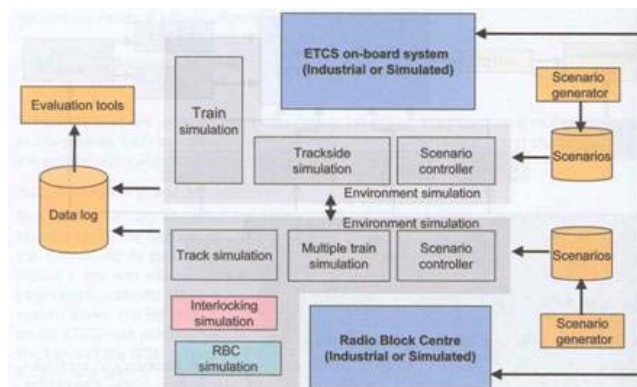 ETCS on-board system
(Industrial or Simulated)
Scenario
generator
Evaluation tools
Train
simulation
Trackside
simulation
Scenario
controller
Scenarios
Environment simulation
Data log
Environment simulation
Track simulation
Multiple train
simulation
Scenario
controller
Scenarios
Interlocking
simulation
RBC
simulation
Radio Block Centre
(Industrial or Simulated)
Scenario
generator